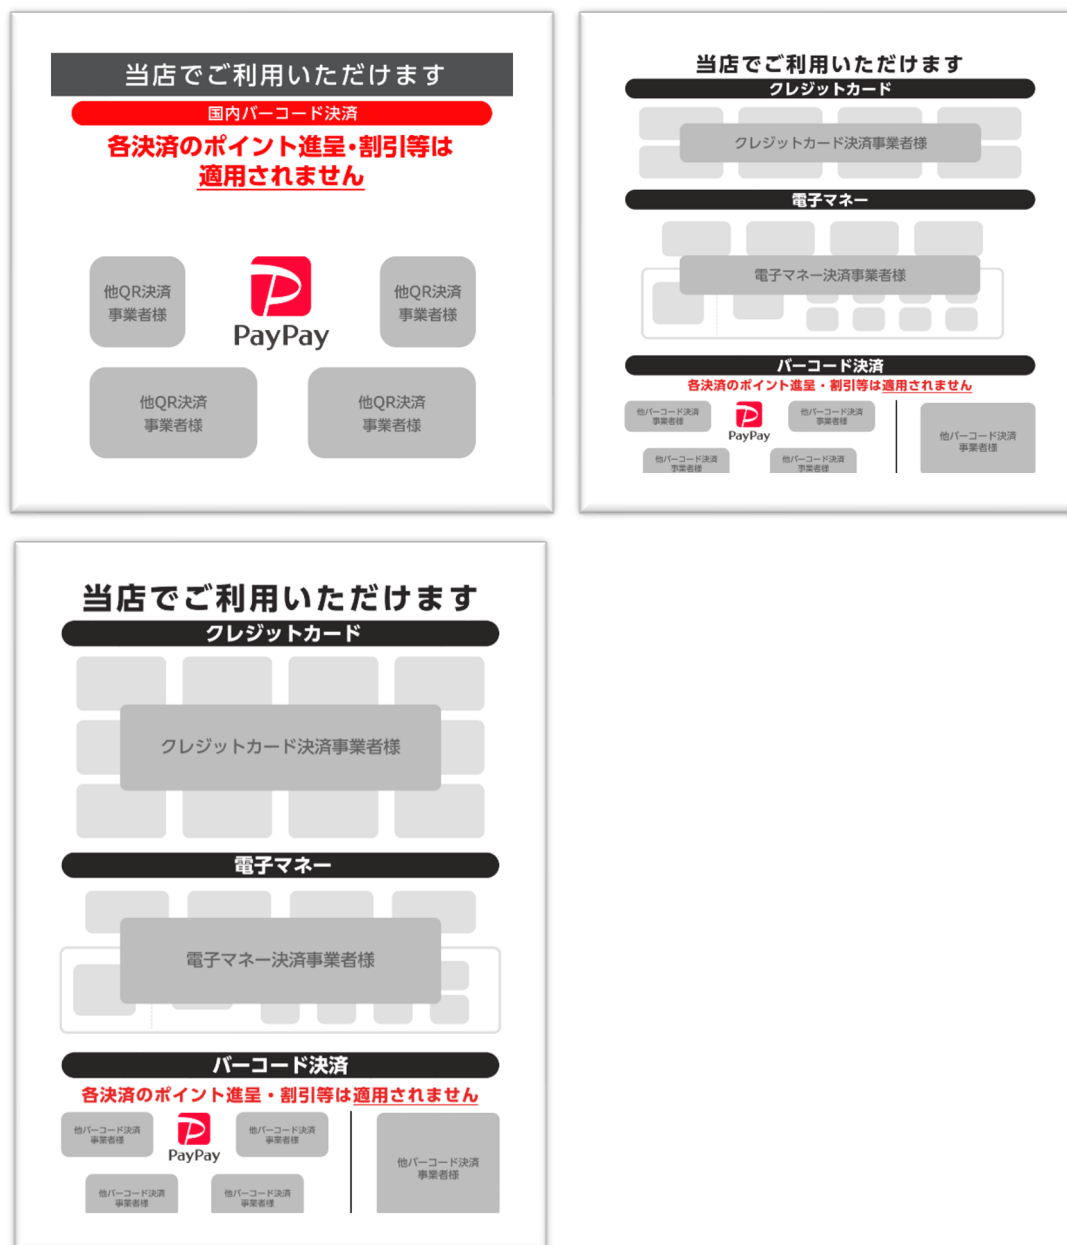 当店でご利用いただけます
国内バーコード決済
各決済のポイント進呈・割引等は
適用されません
他QR決済
事業者様
PayPay
他QR決済
事業者様
他QR決済
事業者様
他QR決済
事業者様
当店でご利用いただけます
クレジットカード
クレジットカード決済事業者様
電子マネー
電子マネー決済事業者様
バーコード決済
各決済のポイント進呈・割引等は適用されません
他バーコード決済
事業者様
PayPay
他バーコード決済
事業者様
他バーコード決済
事業者様
他バーコード決済
事業者様
他バーコード決済
事業者様
当店でご利用いただけます
クレジットカード
クレジットカード決済事業者様
電子マネー
電子マネー決済事業者様
バーコード決済
各決済のポイント進呈・割引等は適用されません
他バーコード決済
事業者様
PayPay
他バーコード決済
事業者様
他バーコード決済
事業者様
他バーコード決済
事業者様
他バーコード決済
事業者様